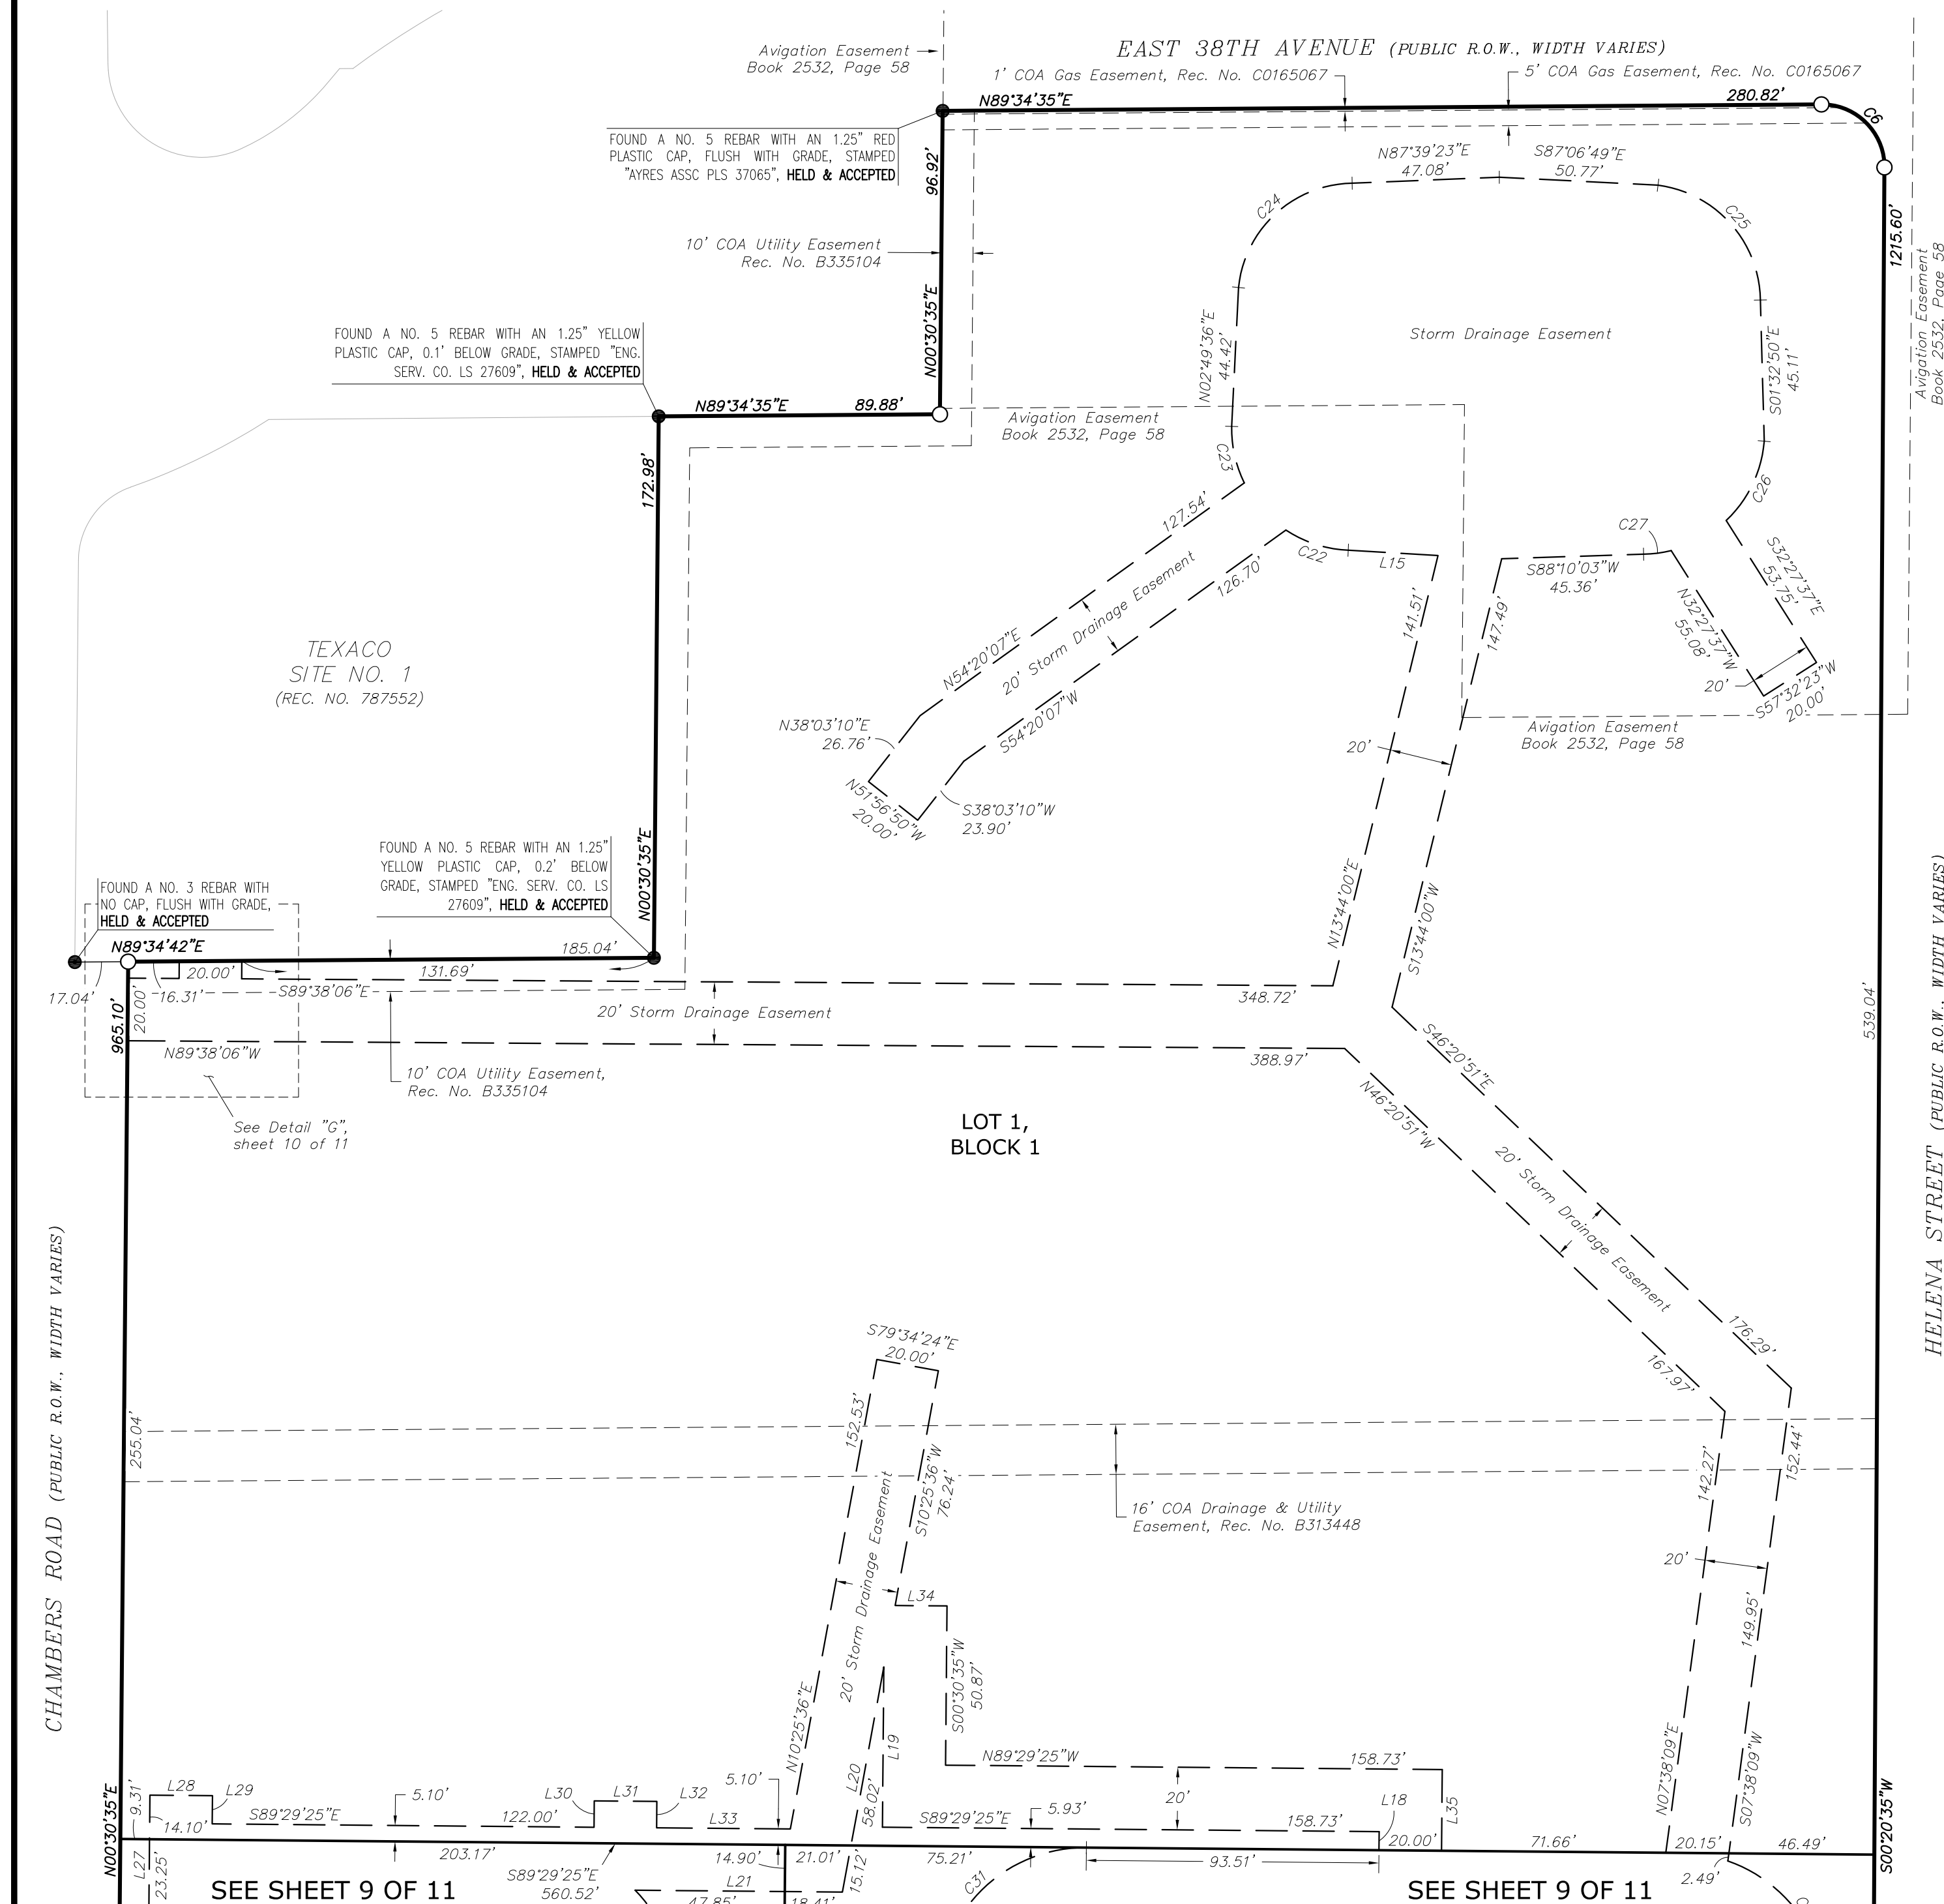 EAST 38TH AVENUE (PUBLIC R.O.W., WIDTH VARIES)
Avigation Easement
Book 2532, Page 58
1' COA Gas Easement, Rec. No. C0165067
5' COA Gas Easement, Rec. No. C0165067
N89°34'35"E
280.82'
C6
FOUND A NO. 5 REBAR WITH AN 1.25" RED
PLASTIC CAP, FLUSH WITH GRADE, STAMPED
"AYRES ASSC PLS 37065", HELD & ACCEPTED
96.92'
N00°30'35"E
10' COA Utility Easement
Rec. No. B335104
N87°39'23"E
47.08'
S87°06'49"E
50.77'
C24
C25
1215.60'
Avigation Easement
Book 2532, Page 58
N02°49'36"E
44.42'
Storm Drainage Easement
S01°32'50"E
45.11'
FOUND A NO. 5 REBAR WITH AN 1.25" YELLOW
PLASTIC CAP, 0.1' BELOW GRADE, STAMPED "ENG.
SERV. CO. LS 27609", HELD & ACCEPTED
N89°34'35"E
89.88'
Avigation Easement
Book 2532, Page 58
C23
C26
172.98'
127.54'
C22
L15
C27
S88°10'03"W
45.36'
S32°27'37"E
53.75'
N32°27'37"W
55.08'
20'
S57°32'23"W
20.00'
126.70'
141.51'
147.49'
20' Storm Drainage Easement
N54°20'07"E
S54°20'07"W
TEXACO
SITE NO. 1
(REC. NO. 787552)
N38°03'10"E
26.76'
N51°56'50"W
20.00'
S38°03'10"W
23.90'
20'
Avigation Easement
Book 2532, Page 58
FOUND A NO. 5 REBAR WITH AN 1.25"
YELLOW PLASTIC CAP, 0.2' BELOW
GRADE, STAMPED "ENG. SERV. CO. LS
27609", HELD & ACCEPTED
N00°30'35"E
FOUND A NO. 3 REBAR WITH
NO CAP, FLUSH WITH GRADE,
HELD & ACCEPTED
N89°34'42"E
185.04'
N13°44'00"E
S13°44'00"W
17.04'
20.00'
16.31'
20.00'
131.69'
S89°38'06"E
348.72'
539.04'
965.10'
20' Storm Drainage Easement
N89°38'06"W
388.97'
10' COA Utility Easement,
Rec. No. B335104
See Detail "G",
sheet 10 of 11
LOT 1,
BLOCK 1
S46°20'51"E
N46°20'51"W
20' Storm Drainage Easement
176.29'
167.97'
HELENA STREET (PUBLIC R.O.W., WIDTH VARIES)
CHAMBERS ROAD (PUBLIC R.O.W., WIDTH VARIES)
S79°34'24"E
20.00'
152.53'
S10°25'36"W
76.24'
255.04'
142.27'
152.44'
16' COA Drainage & Utility
Easement, Rec. No. B313448
20' Storm Drainage Easement
20'
149.95'
L34
S00°30'35"W
50.87'
N10°25'36"E
L19
L20
58.02'
N89°29'25"W
158.73'
20'
N07°38'09"E
S07°38'09"W
N00°30'35"E
9.31'
L28
L29
14.10'
S89°29'25"E
5.10'
122.00'
L30
L31
L32
L33
5.10'
S89°29'25"E
5.93'
158.73'
L18
L35
20.00'
71.66'
20.15'
46.49'
S00°20'35"W
203.17'
14.90'
21.01'
75.21'
93.51'
2.49'
L27
23.25'
S89°29'25"E
560.52'
L21
47.85'
18.41'
15.12'
C31
SEE SHEET 9 OF 11
SEE SHEET 9 OF 11